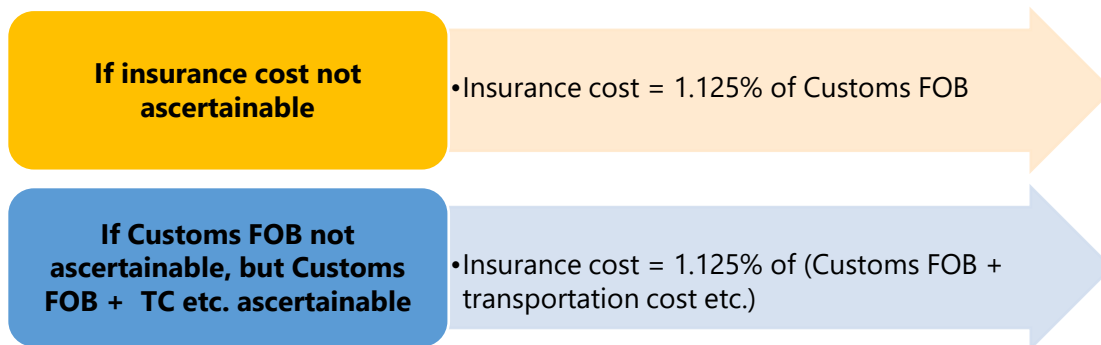 If insurance cost not
ascertainable
•Insurance cost = 1.125% of Customs FOB
If Customs FOB not
ascertainable, but Customs
FOB + TC etc. ascertainable
•Insurance cost = 1.125% of (Customs FOB +
transportation cost etc.)